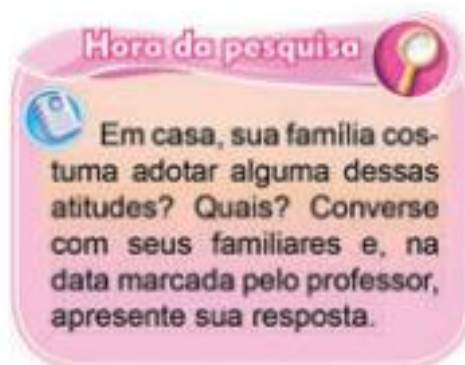 Hora da pesquisa
Em casa, sua família cos-
tuma adotar alguma dessas
atitudes? Quais? Converse
com seus familiares e, na
data marcada pelo professor,
apresente sua resposta.